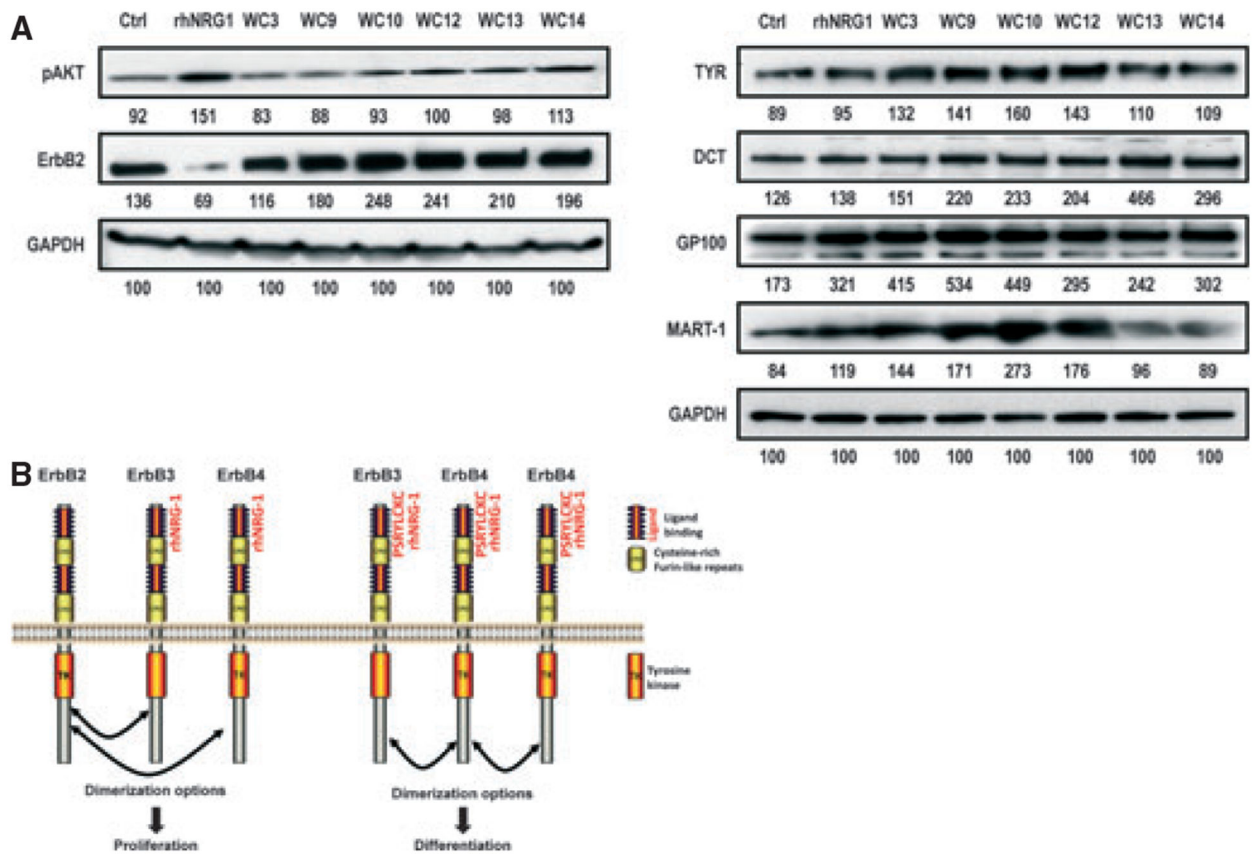 A
Ctrl rhNRG1 WC3 WC9 WC10 WC12 WC13 WC14
pAKT
92 151 83 88 93 100 98 113
ErbB2
136 69 116 180 248 241 210 196
GAPDH
100 100 100 100 100 100 100 100
Ctrl rhNRG1 WC3 WC9 WC10 WC12 WC13 WC14
TYR
89 95 132 141 160 143 110 109
DCT
126 138 151 220 233 204 466 296
GP100
173 321 415 534 449 295 242 302
MART-1
84 119 144 171 273 176 96 89
GAPDH
100 100 100 100 100 100 100 100
B
ErbB2 ErbB3 ErbB4 ErbB3 ErbB4 ErbB4
rhNRG-1
rhNRG-1
PSRYLCKC
rhNRG-1
PSRYLCKC
rhNRG-1
PSRYLCKC
rhNRG-1
Ligand
Ligand
binding
Cysteine-rich
Furin-like repeats
TK
TK
TK
TK
TK
Tyrosine
kinase
Dimerization options
Proliferation
Dimerization options
Differentiation